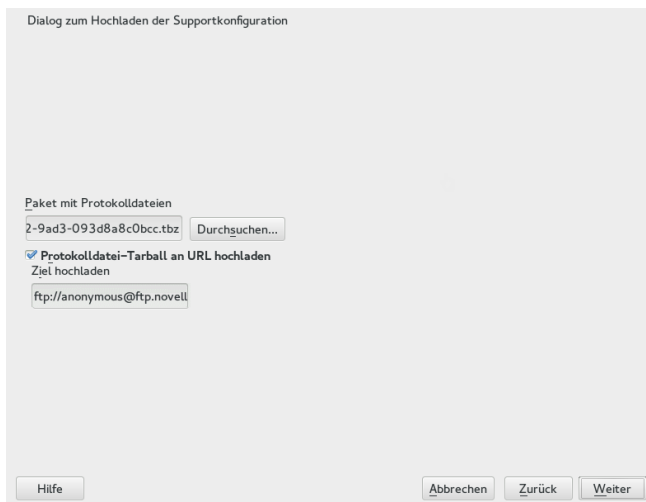 Dialog zum Hochladen der Supportkonfiguration
Paket mit Protokolldateien
2-9ad3-093d8a8c0bcc.tbz Durchsuchen...
Protokolldatei-Tarball an URL hochladen
Ziel hochladen
ftp://anonymous@ftp.novell
Hilfe Abbrechen Zurück Weiter